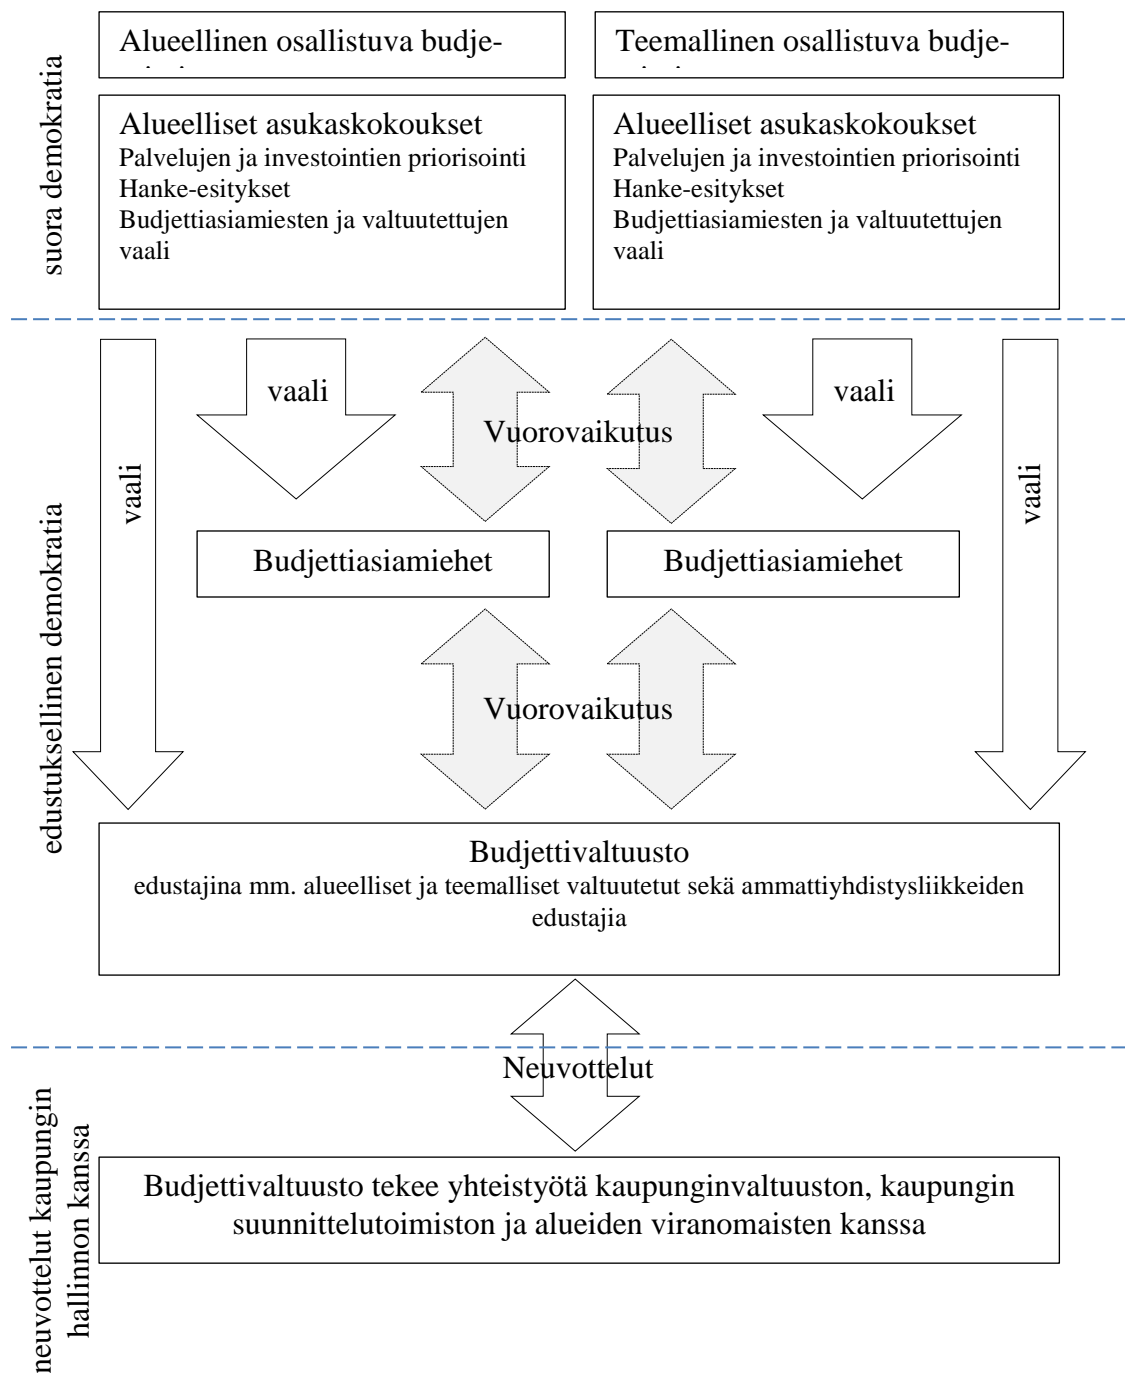 suora demokratia
Alueellinen osallistuva budje-
Teemallinen osallistuva budje-
Alueelliset asukaskokoukset
Palvelujen ja investointien priorisointi
Hanke-esitykset
Budjettiasiamiesten ja valtuutettujen
vaali
Alueelliset asukaskokoukset
Palvelujen ja investointien priorisointi
Hanke-esitykset
Budjettiasiamiesten ja valtuutettujen
vaali
edustuksellinen demokratia
vaali
vaali
Vuorovaikutus
vaali
vaali
Budjettiasiamiehet
Budjettiasiamiehet
Vuorovaikutus
Budjettivaltuusto
edustajina mm. alueelliset ja teemalliset valtuutetut sekä ammattiyhdistysliikkeiden
edustajia
Neuvottelut
neuvottelut kaupungin
hallinnon kanssa
Budjettivaltuusto tekee yhteistyötä kaupunginvaltuuston, kaupungin
suunnittelutoimiston ja alueiden viranomaisten kanssa